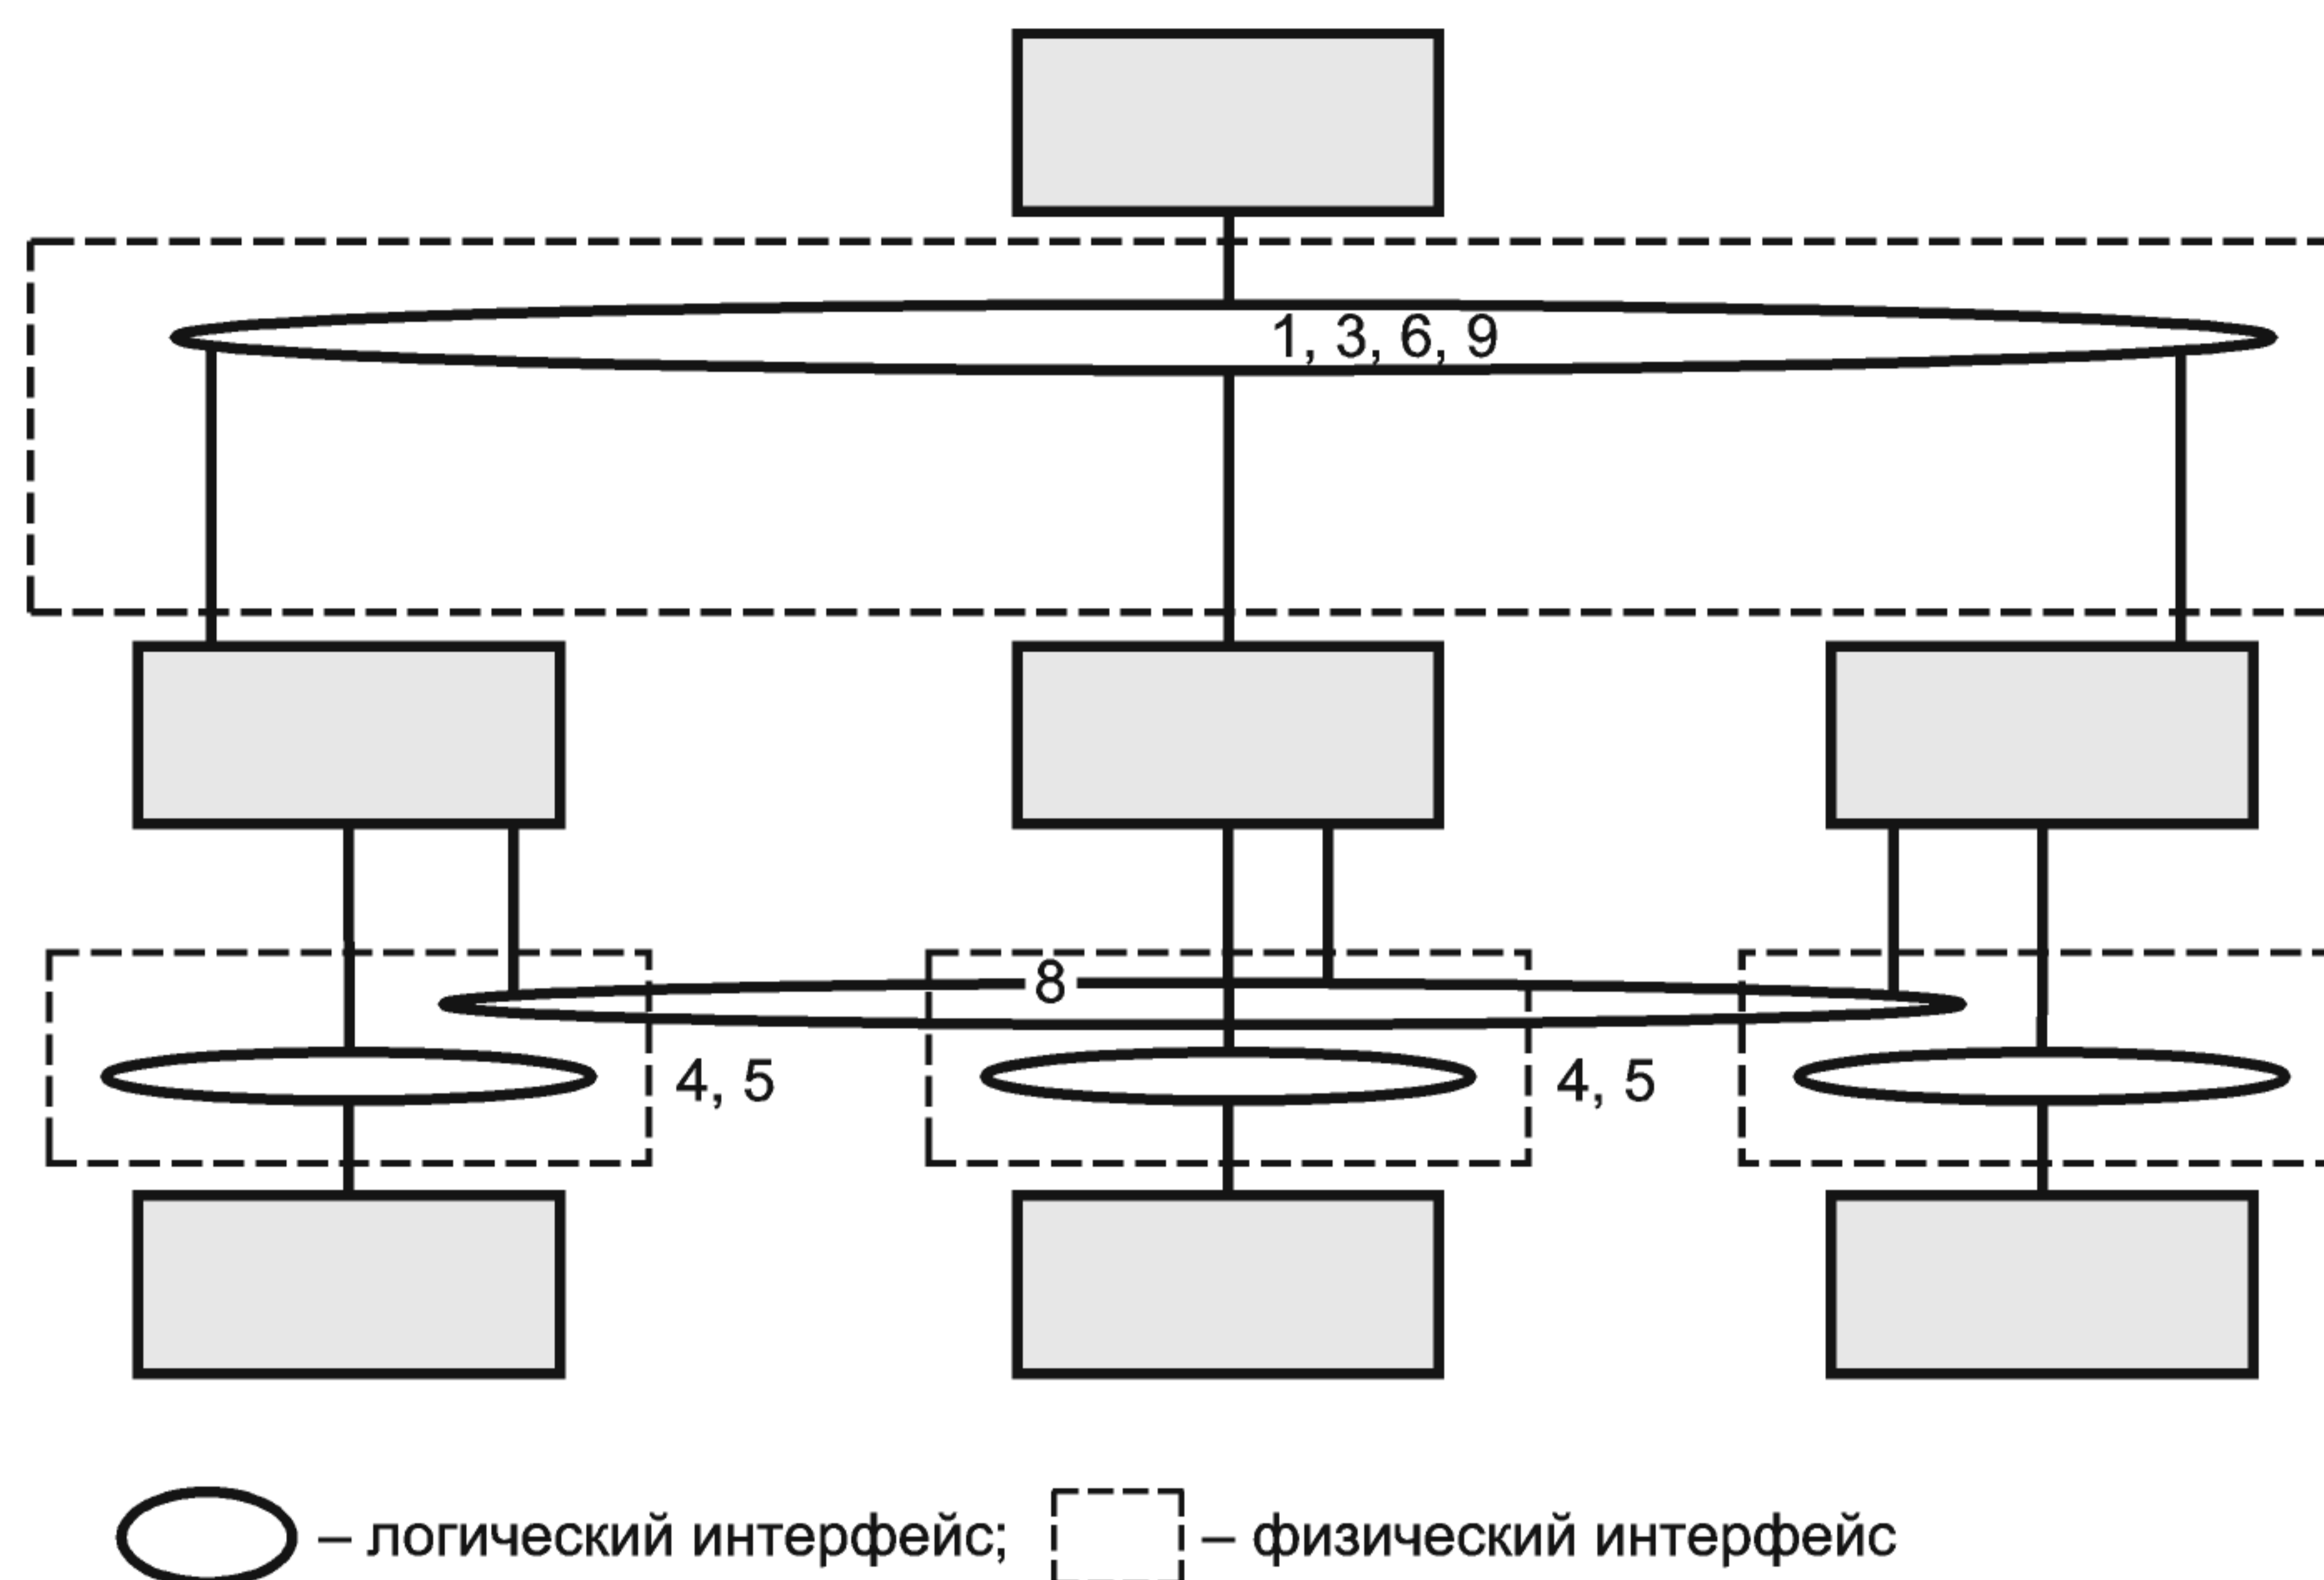 1, 3, 6, 9
8
4, 5
4, 5
– логический интерфейс;
– физический интерфейс